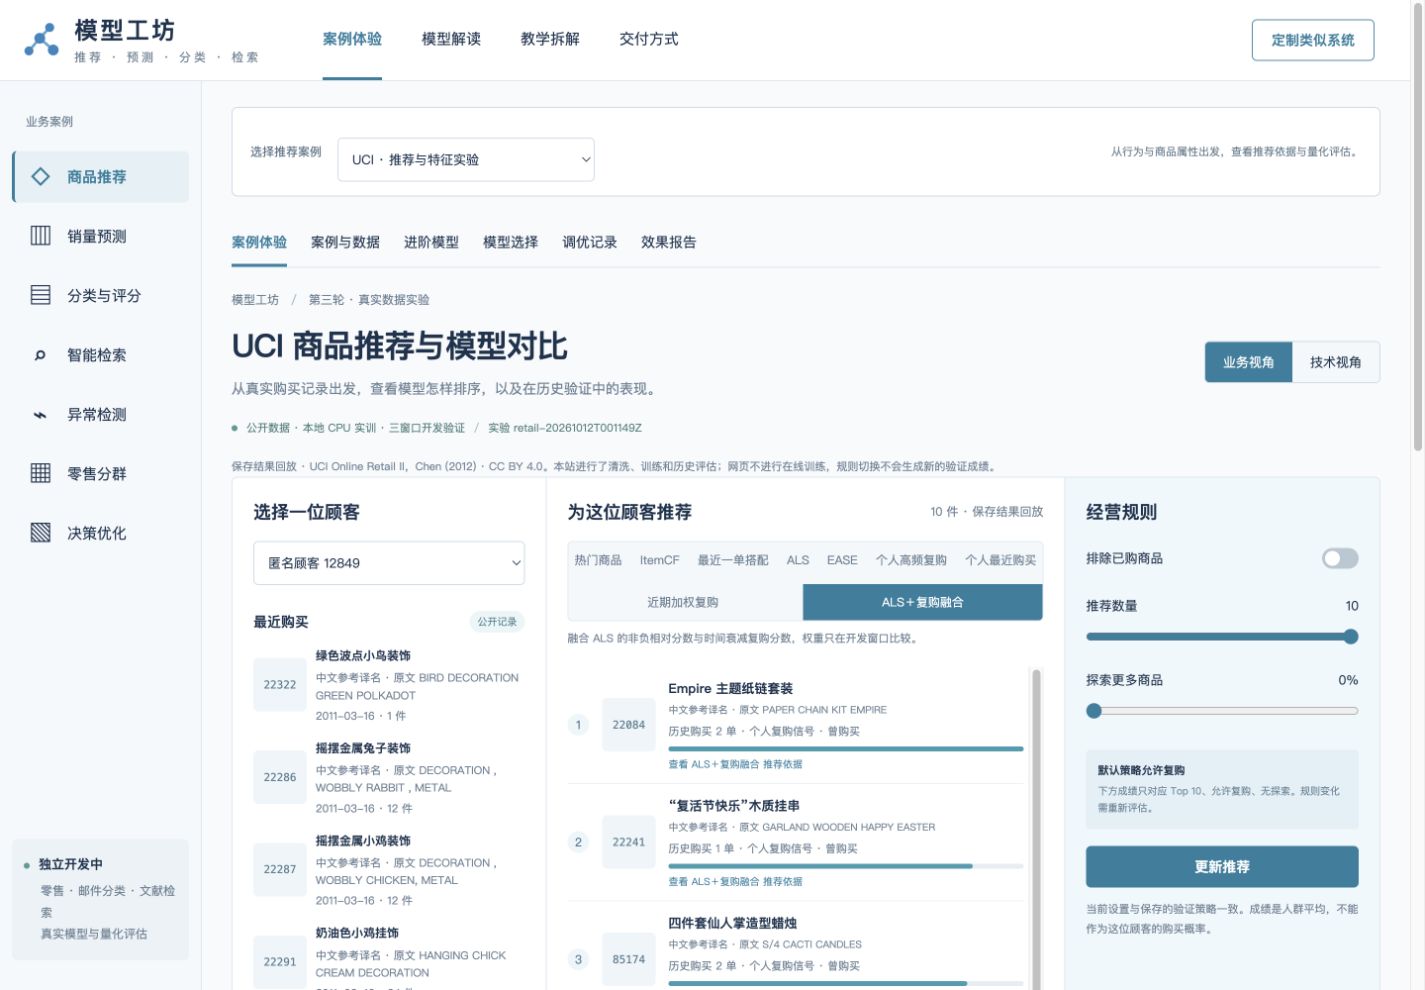 模型工坊
推荐 · 预测 · 分类 · 检索
案例体验
模型解读
教学拆解
交付方式
定制类似系统
业务案例
商品推荐
销量预测
分类与评分
智能检索
异常检测
零售分群
决策优化
独立开发中
零售 · 邮件分类 · 文献检
索
真实模型与量化评估
选择推荐案例
UCI · 推荐与特征实验
从行为与商品属性出发，查看推荐依据与量化评估。
案例体验
案例与数据
进阶模型
模型选择
调优记录
效果报告
模型工坊 / 第三轮 · 真实数据实验
UCI 商品推荐与模型对比
从真实购买记录出发，查看模型怎样排序，以及在历史验证中的表现。
业务视角
技术视角
公开数据 · 本地 CPU 实训 · 三窗口开发验证 / 实验 retail-20261012T001149Z
保存结果回放 · UCI Online Retail II，Chen (2012) · CC BY 4.0。本站进行了清洗、训练和历史评估；网页不进行在线训练，规则切换不会生成新的验证成绩。
选择一位顾客
匿名顾客 12849
最近购买
公开记录
22322
绿色波点小鸟装饰
中文参考译名 · 原文 BIRD DECORATION
GREEN POLKADOT
2011-03-16 · 1 件
22286
摇摆金属兔子装饰
中文参考译名 · 原文 DECORATION ,
WOBBLY RABBIT , METAL
2011-03-16 · 12 件
22287
摇摆金属小鸡装饰
中文参考译名 · 原文 DECORATION ,
WOBBLY CHICKEN, METAL
2011-03-16 · 12 件
22291
奶油色小鸡挂饰
中文参考译名 · 原文 HANGING CHICK
CREAM DECORATION
为这位顾客推荐
10 件 · 保存结果回放
热门商品
ItemCF
最近一单搭配
ALS
EASE
个人高频复购
个人最近购买
近期加权复购
ALS＋复购融合
融合 ALS 的非负相对分数与时间衰减复购分数，权重只在开发窗口比较。
1
22084
Empire 主题纸链套装
中文参考译名 · 原文 PAPER CHAIN KIT EMPIRE
历史购买 2 单 · 个人复购信号 · 曾购买
查看 ALS＋复购融合 推荐依据
2
22241
“复活节快乐”木质挂串
中文参考译名 · 原文 GARLAND WOODEN HAPPY EASTER
历史购买 1 单 · 个人复购信号 · 曾购买
查看 ALS＋复购融合 推荐依据
3
85174
四件套仙人掌造型蜡烛
中文参考译名 · 原文 S/4 CACTI CANDLES
历史购买 2 单 · 个人复购信号 · 曾购买
经营规则
排除已购商品
推荐数量
10
探索更多商品
0%
默认策略允许复购
下方成绩只对应 Top 10、允许复购、无探索。规则变化
需重新评估。
更新推荐
当前设置与保存的验证策略一致。成绩是人群平均，不能
作为这位顾客的购买概率。